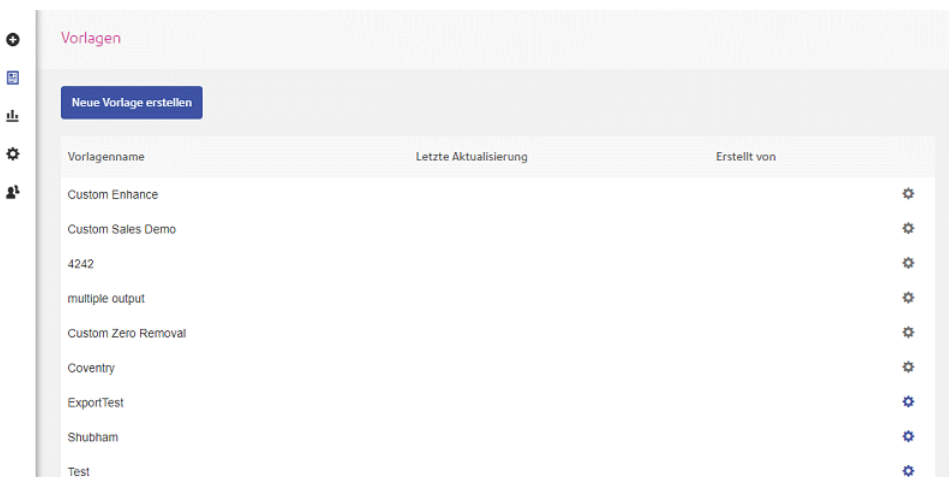 Vorlagen
Neue Vorlage erstellen
Vorlagenname Letzte Aktualisierung Erstellt von
Custom Enhance
Custom Sales Demo
4242
multiple output
Custom Zero Removal
Coventry
ExportTest
Shubham
Test